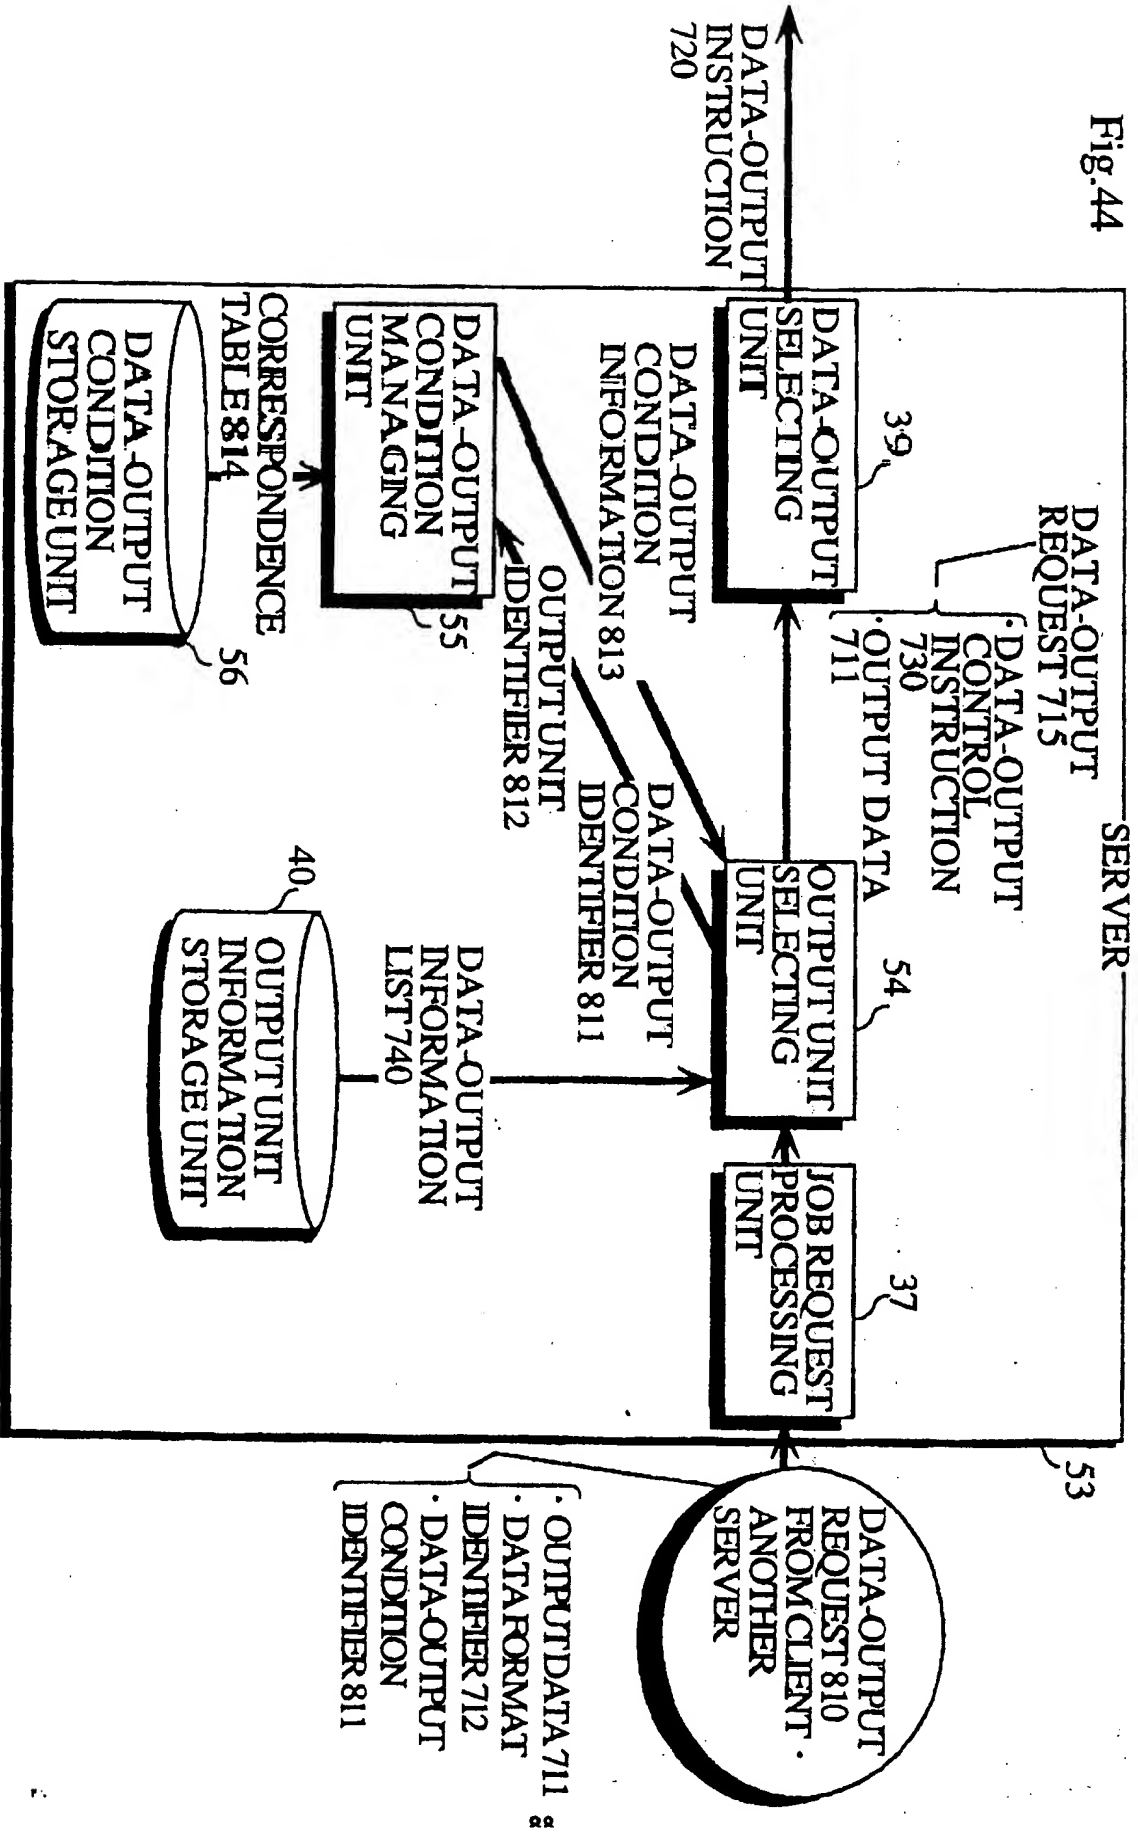 Fig.44
SERVER
53
DATA-OUTPUT
REQUEST 715
· DATA-OUTPUT
CONTROL
INSTRUCTION
730
· OUTPUT DATA
711
39
54
37
DATA-OUTPUT
INSTRUCTION
720
DATA-OUTPUT
SELECTING
UNIT
OUTPUT UNIT
SELECTING
UNIT
JOB REQUEST
PROCESSING
UNIT
DATA-OUTPUT
REQUEST 810
FROM CLIENT ·
ANOTHER
SERVER
DATA-OUTPUT
CONDITION
INFORMATION 813
DATA-OUTPUT
CONDITION
IDENTIFIER 811
OUTPUT UNIT
IDENTIFIER 812
· OUTPUT DATA 711
· DATA FORMAT
IDENTIFIER 712
· DATA-OUTPUT
CONDITION
IDENTIFIER 811
DATA-OUTPUT
CONDITION
MANAGING
UNIT
55
DATA-OUTPUT
INFORMATION
LIST 740
CORRESPONDENCE
TABLE 814
40
OUTPUT UNIT
INFORMATION
STORAGE UNIT
56
DATA-OUTPUT
CONDITION
STORAGE UNIT
88